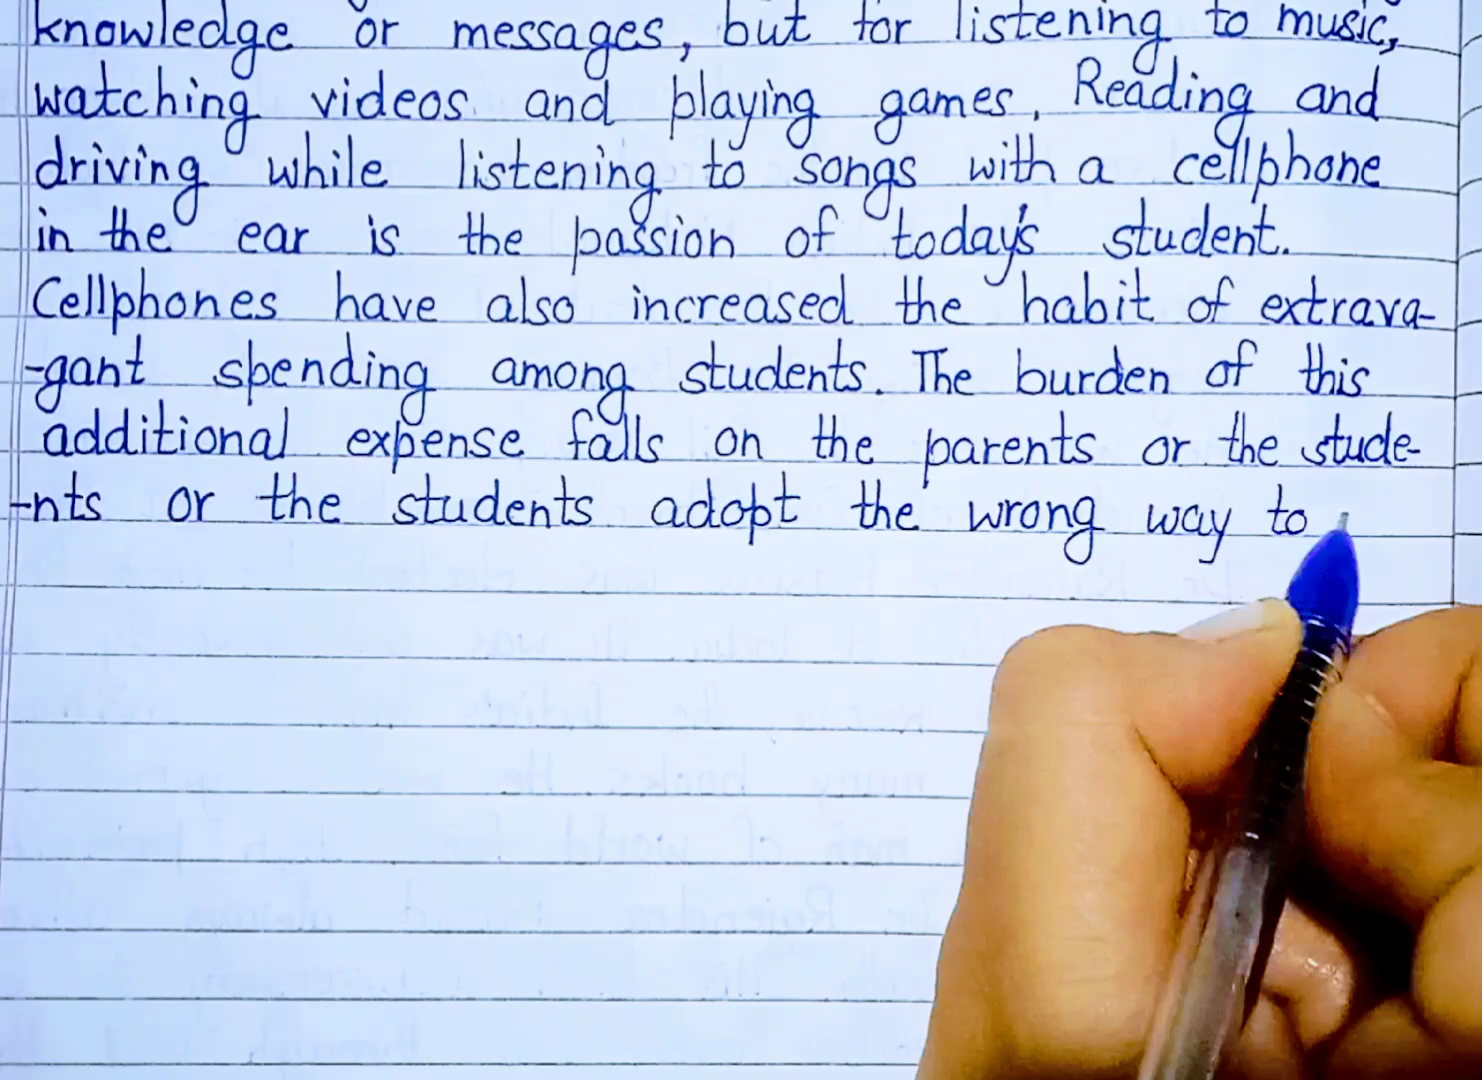 knowledge or messages, but for listening to music,
watching videos and playing games. Reading and
driving while listening to songs with a cellphone
in the ear is the passion of today's student.
Cellphones have also increased the habit of extrava-
-gant spending among students. The burden of this
additional expense falls on the parents or the stude-
-nts or the students adopt the wrong way to